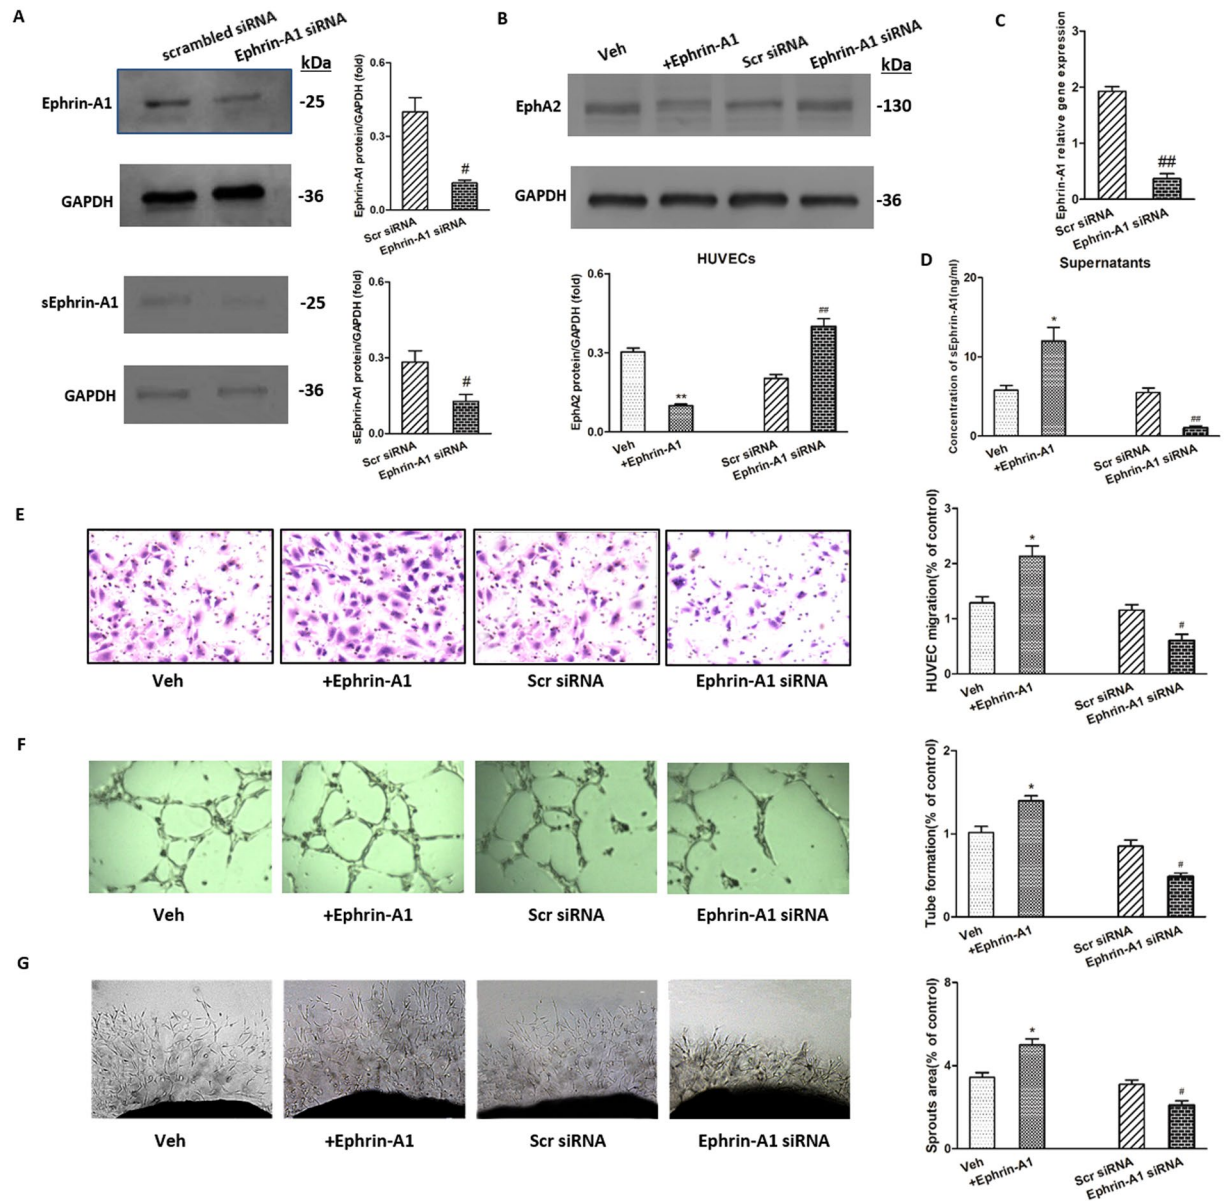 A
scrambled siRNA
Ephrin-A1 siRNA
kDa
Ephrin-A1
-25
GAPDH
-36
sEphrin-A1
-25
GAPDH
-36
Ephrin-A1 protein/GAPDH (fold)
0.6
0.3
0.0
#
Scr siRNA
Ephrin-A1 siRNA
sEphrin-A1 protein/GAPDH (fold)
0.6
0.3
0.0
#
Scr siRNA
Ephrin-A1 siRNA
B
Veh
+Ephrin-A1
Scr siRNA
Ephrin-A1 siRNA
kDa
EphA2
-130
GAPDH
-36
HUVECs
EphA2 protein/GAPDH (fold)
0.6
0.3
0.0
**
##
Veh
+Ephrin-A1
Scr siRNA
Ephrin-A1 siRNA
C
Ephrin-A1 relative gene expression
3
2
1
0
##
Scr siRNA
Ephrin-A1 siRNA
D
Supernatants
Concentration of sEphrin-A1(ng/ml)
20
10
0
*
##
Veh
+Ephrin-A1
Scr siRNA
Ephrin-A1 siRNA
E
Veh
+Ephrin-A1
Scr siRNA
Ephrin-A1 siRNA
HUVEC migration(% of control)
3
2
1
0
*
#
Veh
+Ephrin-A1
Scr siRNA
Ephrin-A1 siRNA
F
Veh
+Ephrin-A1
Scr siRNA
Ephrin-A1 siRNA
Tube formation(% of control)
2
1
0
*
#
Veh
+Ephrin-A1
Scr siRNA
Ephrin-A1 siRNA
G
Veh
+Ephrin-A1
Scr siRNA
Ephrin-A1 siRNA
Sprouts area(% of control)
8
4
0
*
#
Veh
+Ephrin-A1
Scr siRNA
Ephrin-A1 siRNA